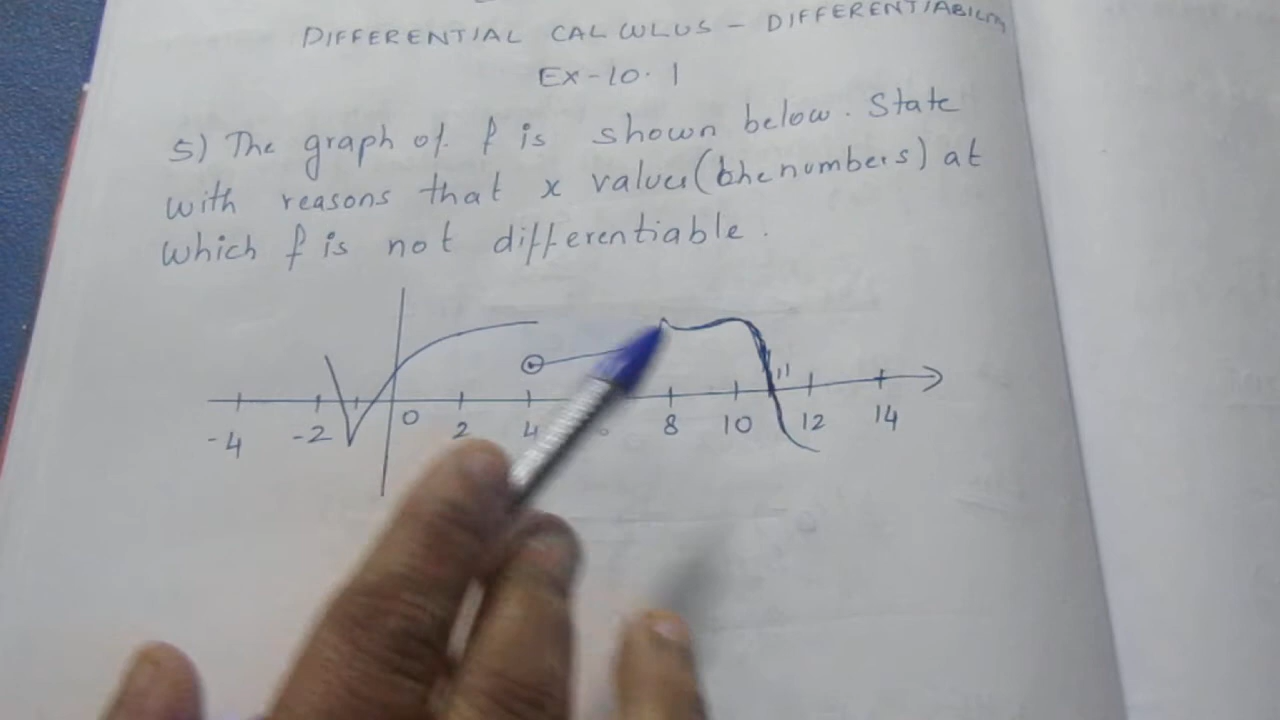 DIFFERENTIAL CALCULUS - DIFFERENTIABILITY
Ex-10.1
5) The graph of f is shown below. State
with reasons that x values (the numbers) at
which f is not differentiable.
-4 -2 0 2 4 8 10 11 12 14